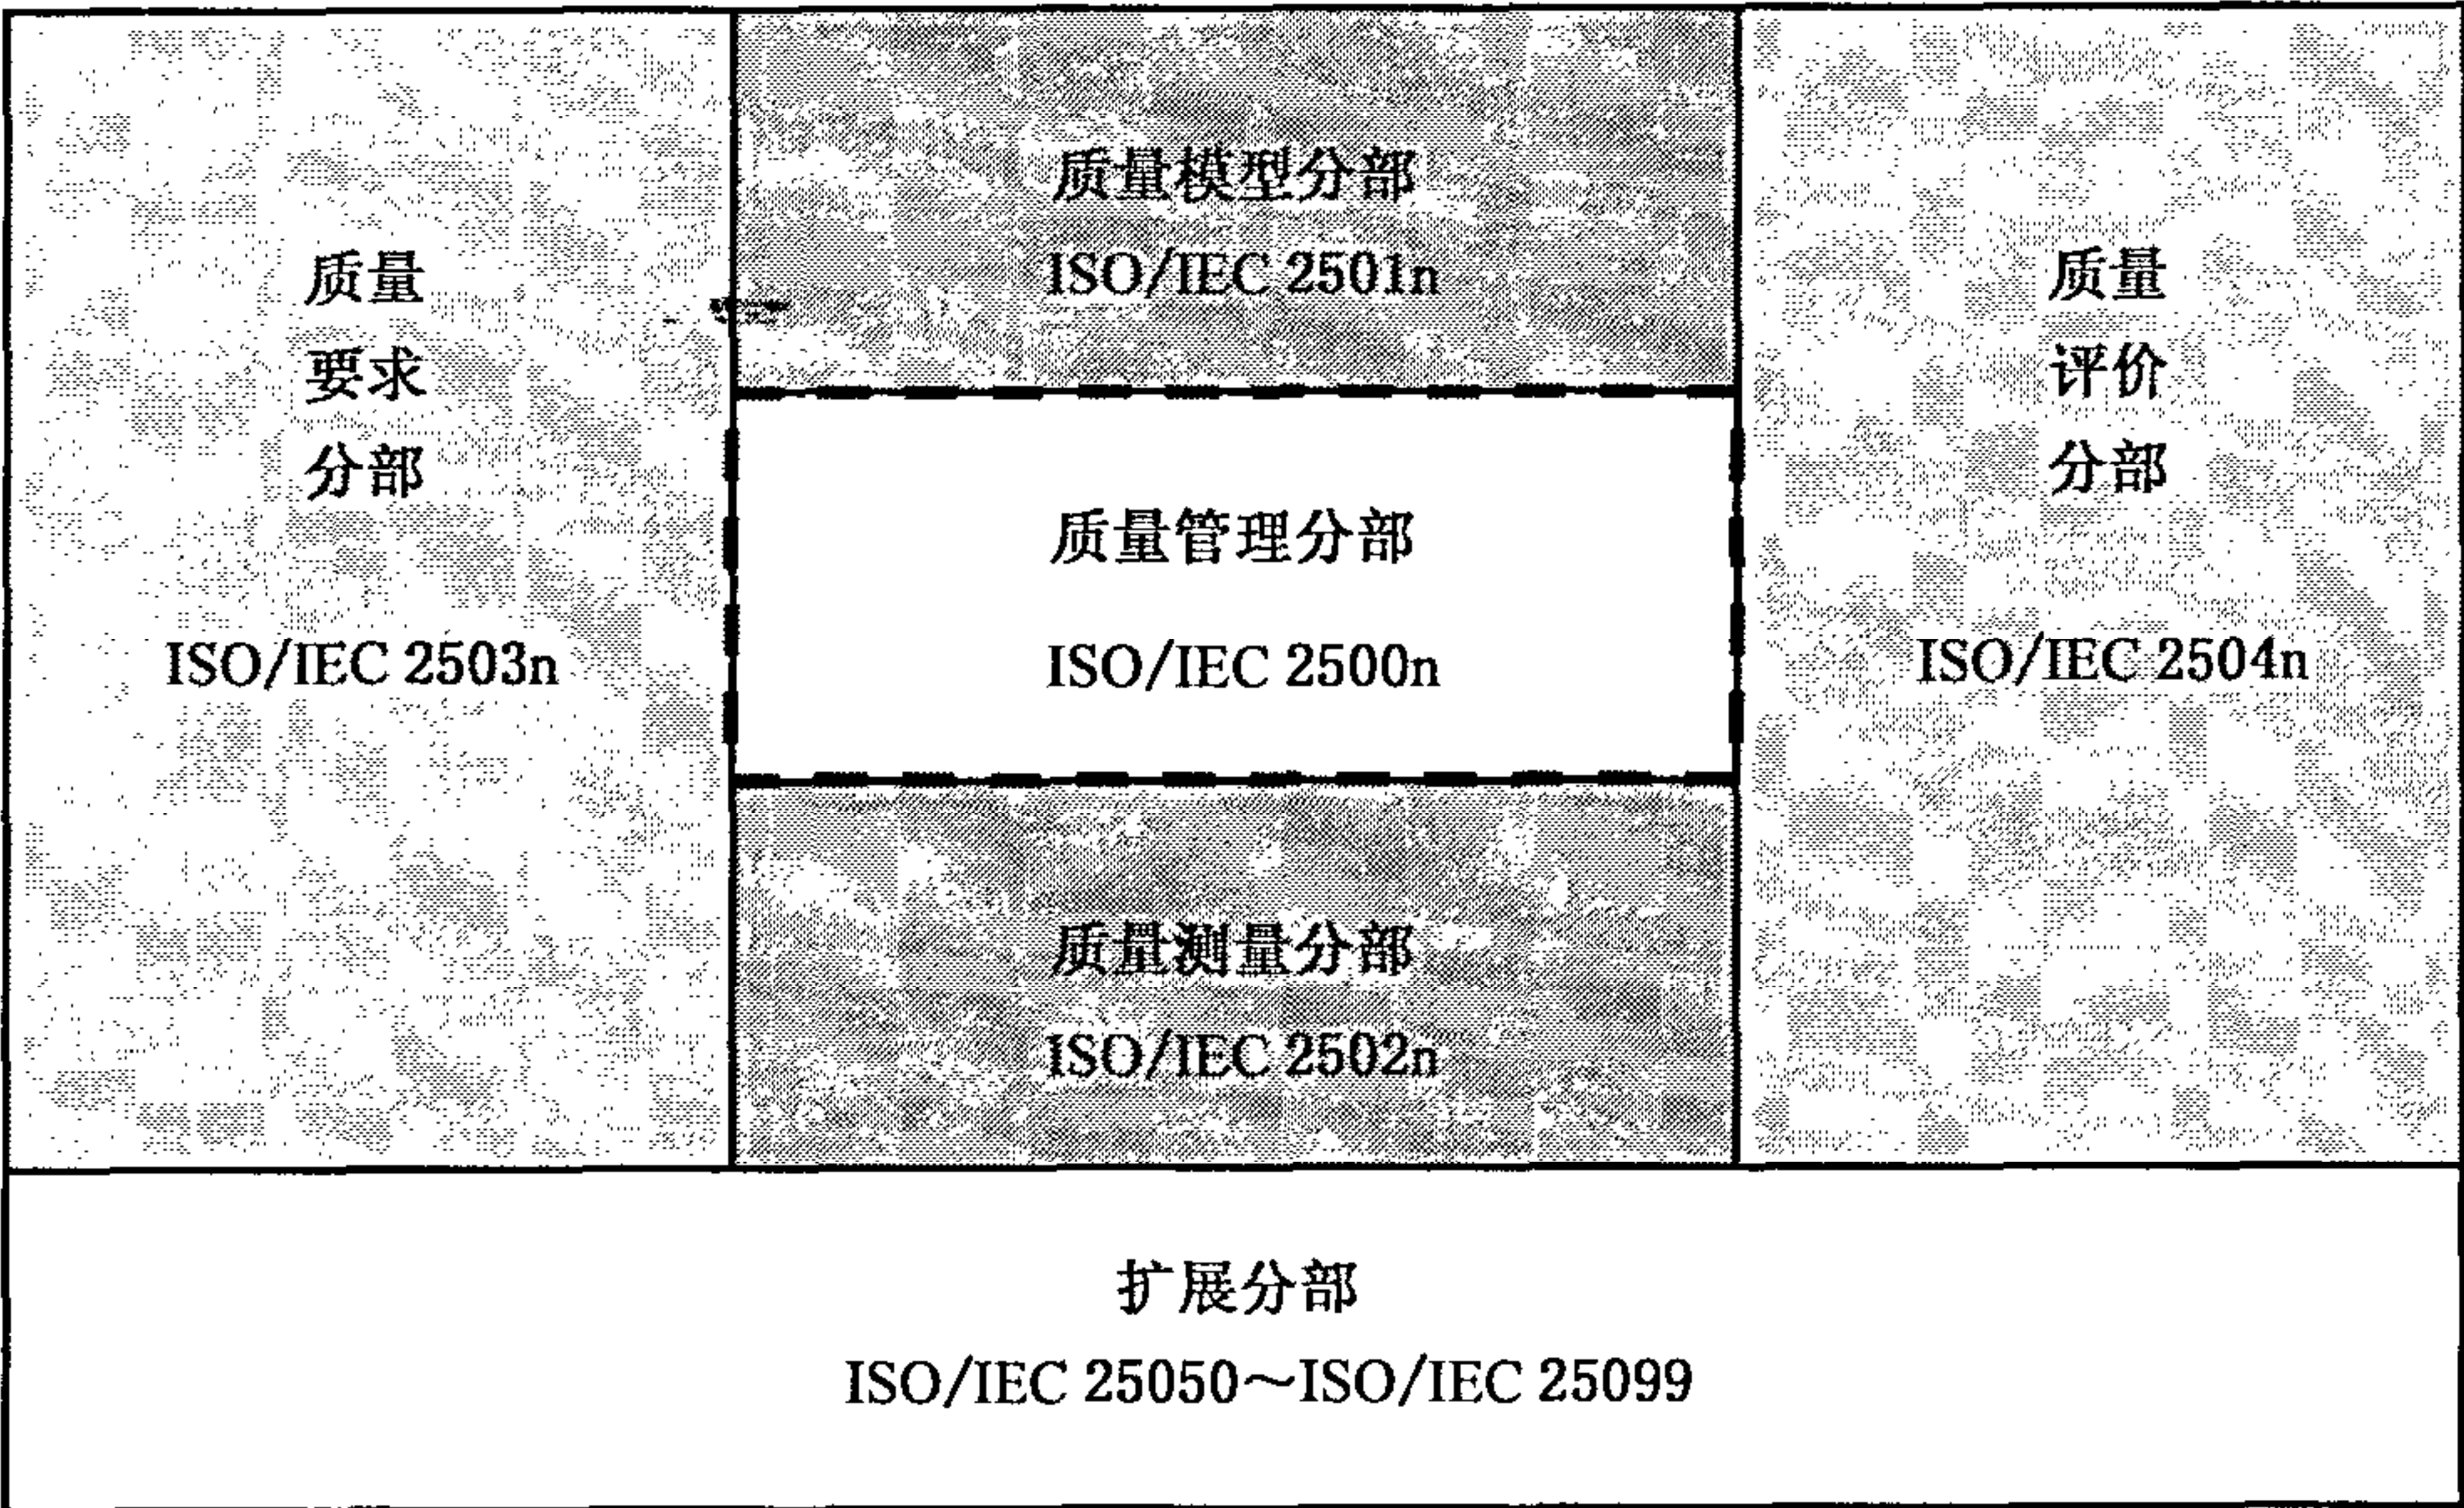 质量
要求
分部
ISO/IEC 2503n
质量模型分部
ISO/IEC 2501n
质量管理分部
ISO/IEC 2500n
质量测量分部
ISO/IEC 2502n
质量
评价
分部
ISO/IEC 2504n
扩展分部
ISO/IEC 25050～ISO/IEC 25099